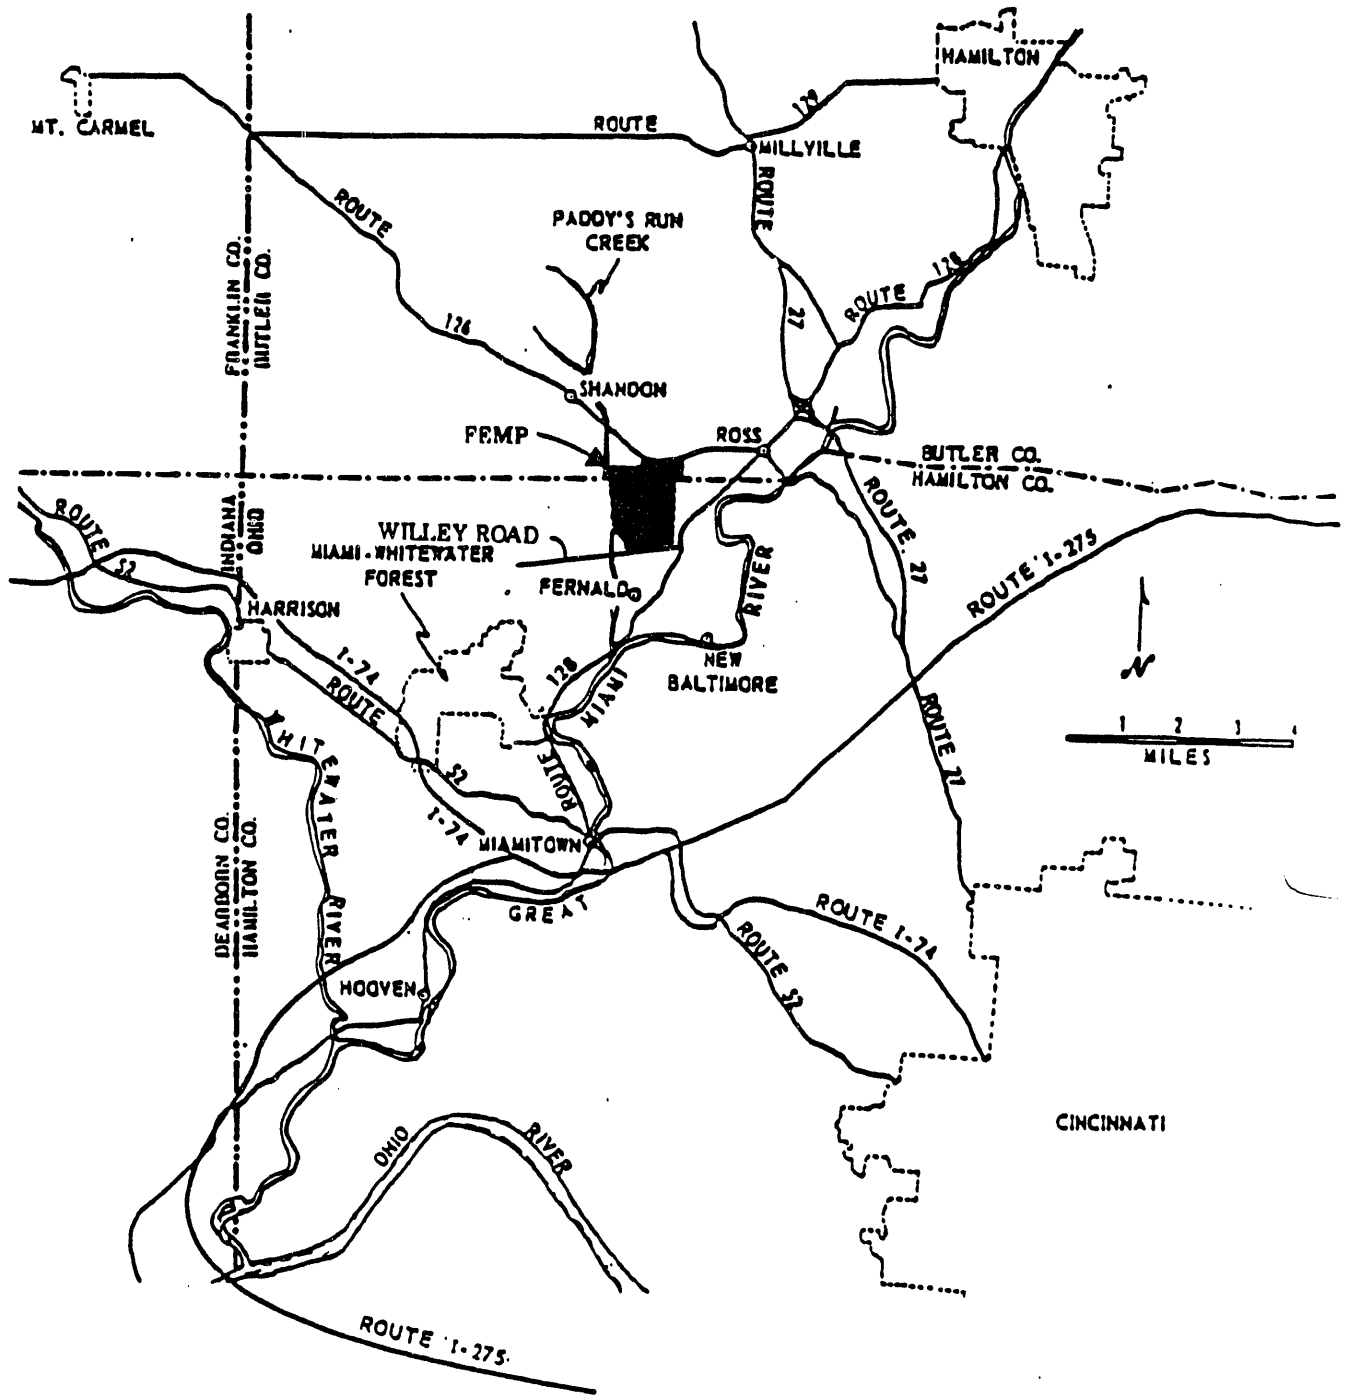 HAMILTON
129
MT. CARMEL
ROUTE
MILLVILLE
ROUTE
ROUTE
PADDY'S RUN
CREEK
FRANKLIN CO.
BUTLER CO.
126
27
ROUTE
128
SHANDON
FEMP
ROSS
BUTLER CO.
HAMILTON CO.
ROUTE
52
INDIANA
OHIO
WILLEY ROAD
MIAMI-WHITEWATER
FOREST
FERNALD
RIVER
ROUTE
27
ROUTE I-275
HARRISON
I-74
ROUTE
128
MIAMI
NEW
BALTIMORE
N
ROUTE 27
1 2 3 4
MILES
WHITEWATER RIVER
52
ROUTE
I-74
MIAMITOWN
DEARBORN CO.
HAMILTON CO.
GREAT
ROUTE I-74
ROUTE 52
HOOVEN
OHIO
RIVER
CINCINNATI
ROUTE I-275